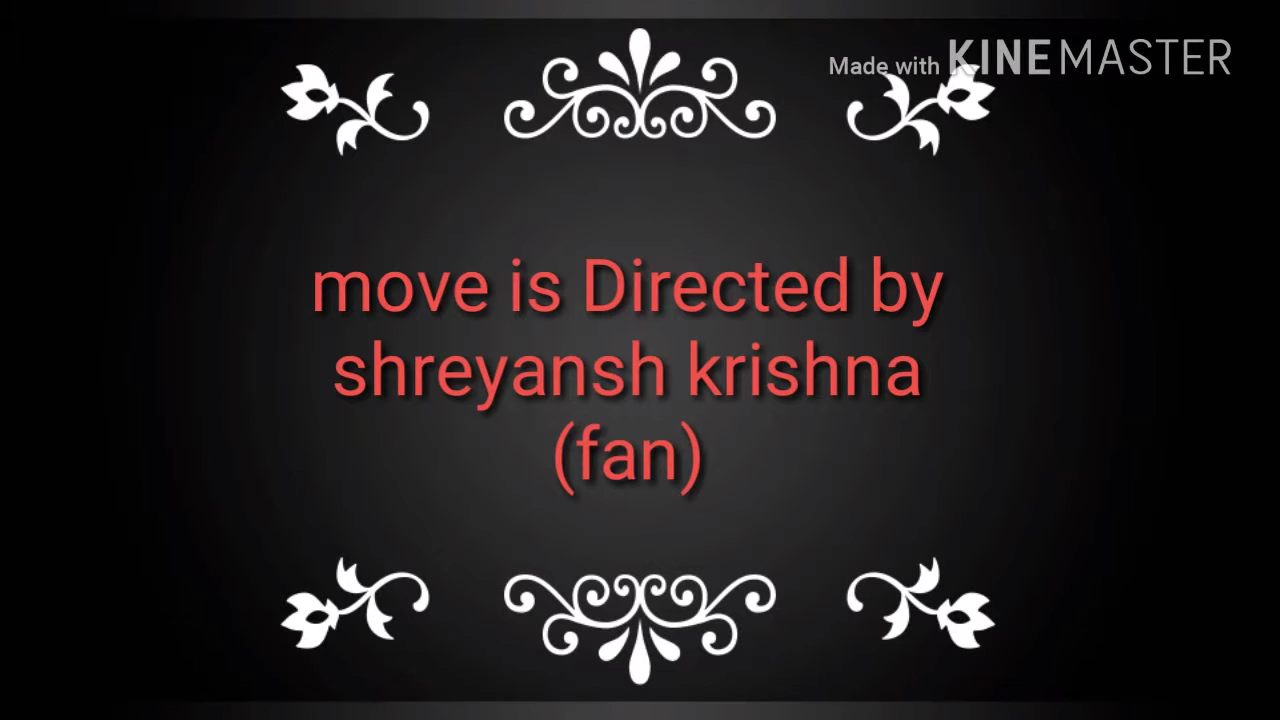 Made with KINEMASTER
move is Directed by
shreyansh krishna
(fan)